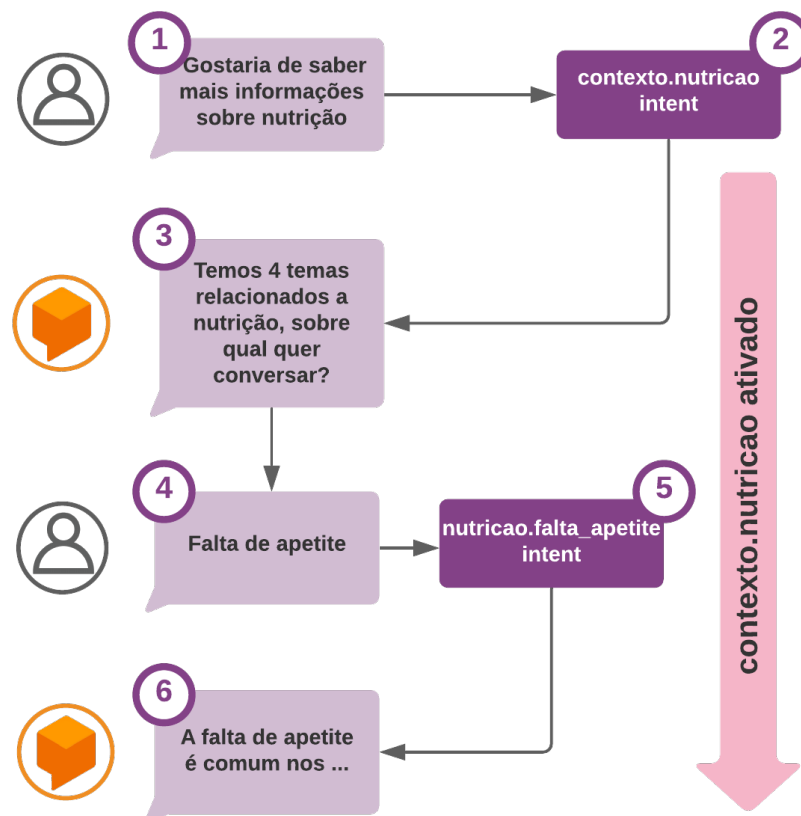 1
Gostaria de saber
mais informações
sobre nutrição
2
contexto.nutricao
intent
3
Temos 4 temas
relacionados a
nutrição, sobre
qual quer
conversar?
4
Falta de apetite
5
nutricao.falta_apetite
intent
6
A falta de apetite
é comum nos ...
contexto.nutricao ativado